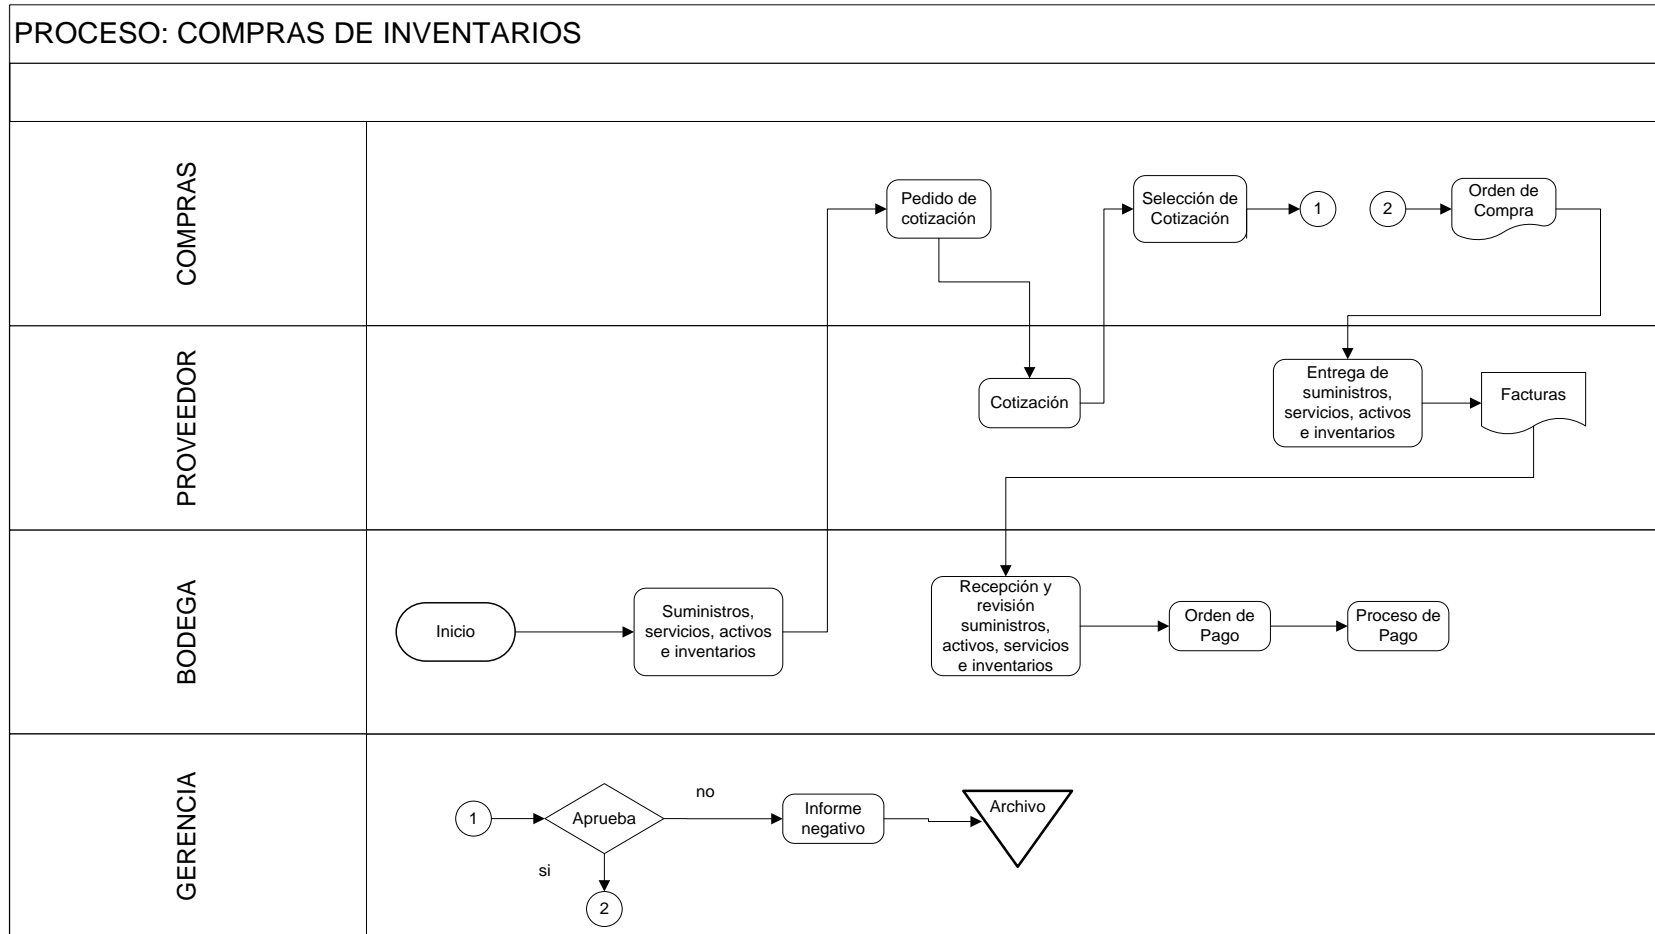 PROCESO: COMPRAS DE INVENTARIOS
COMPRAS
Pedido de
cotización
Selección de
Cotización
1
2
Orden de
Compra
PROVEEDOR
Cotización
Entrega de
suministros,
servicios, activos
e inventarios
Facturas
BODEGA
Inicio
Suministros,
servicios, activos
e inventarios
Recepción y
revisión
suministros,
activos, servicios
e inventarios
Orden de
Pago
Proceso de
Pago
GERENCIA
1
Aprueba
no
si
2
Informe
negativo
Archivo